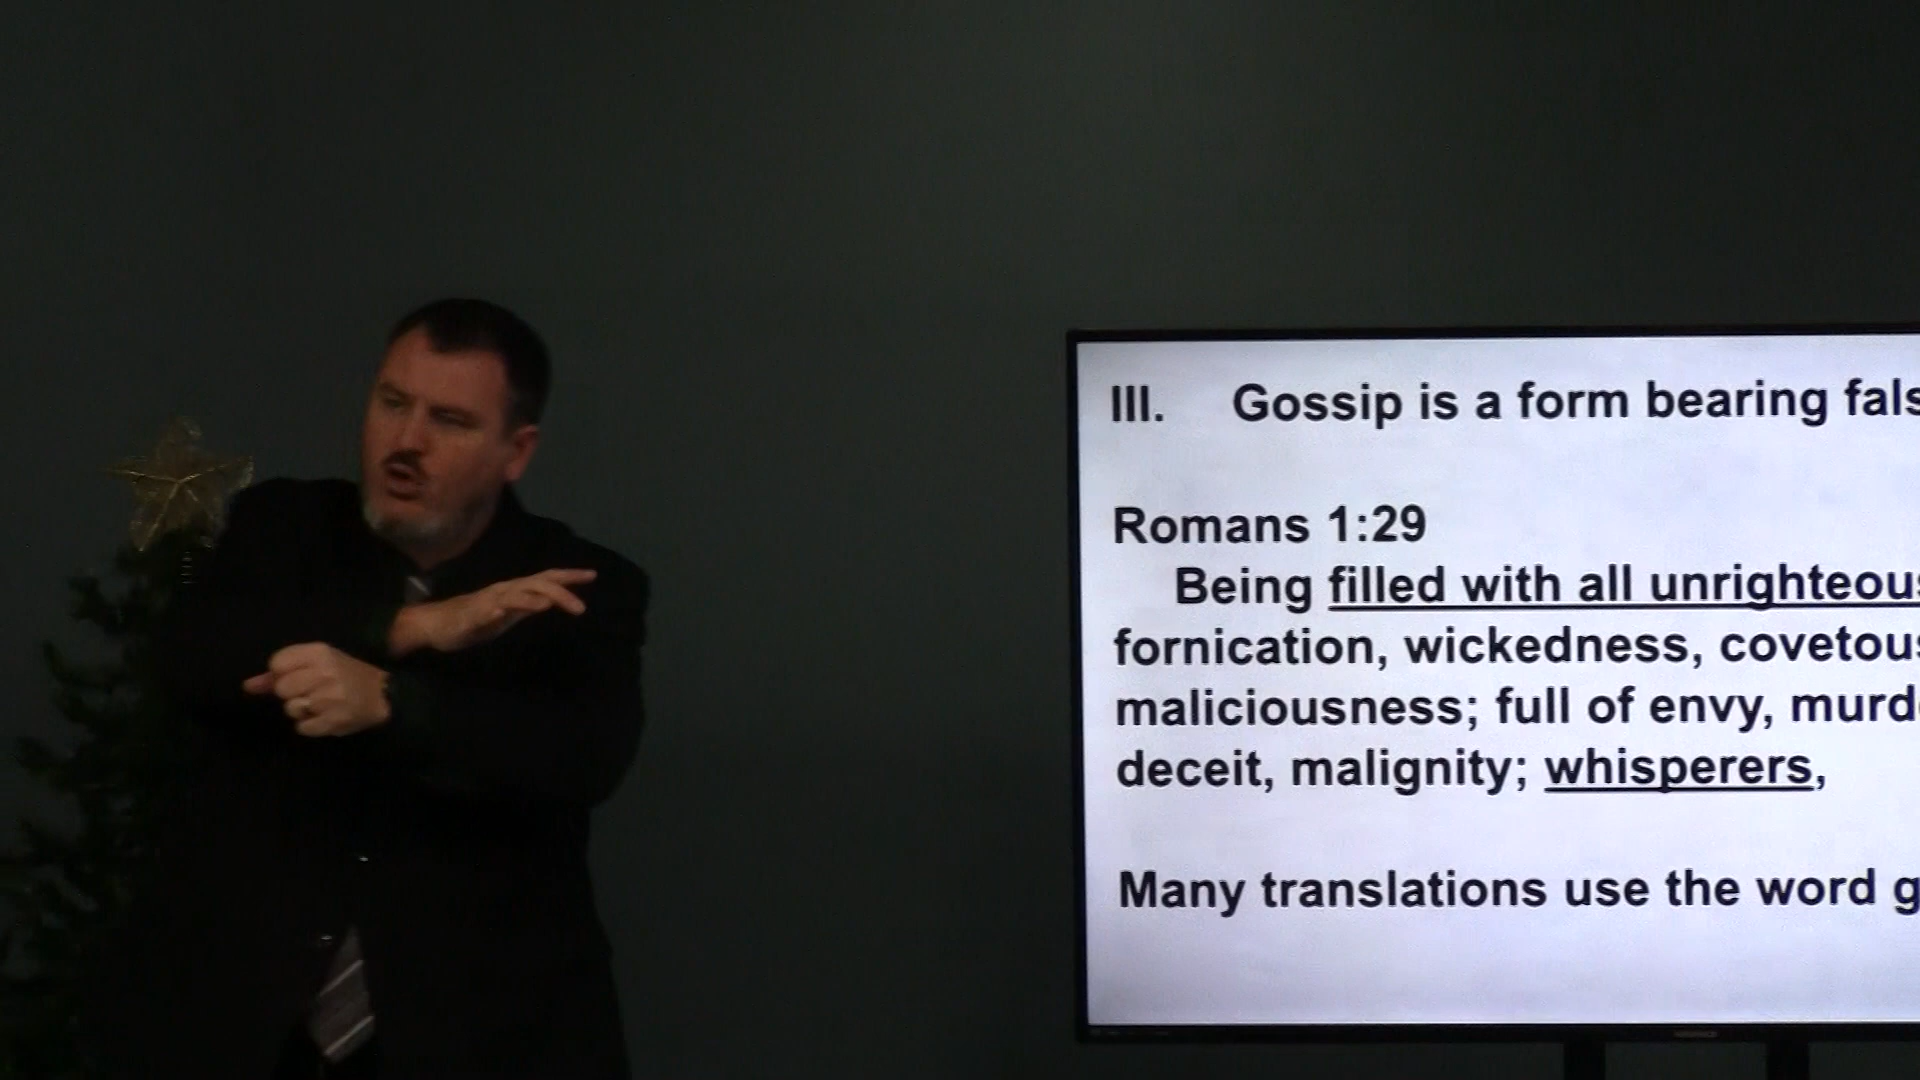 III. Gossip is a form bearing fals
Romans 1:29
Being filled with all unrighteous
fornication, wickedness, covetous
maliciousness; full of envy, murd
deceit, malignity; whisperers,
Many translations use the word g